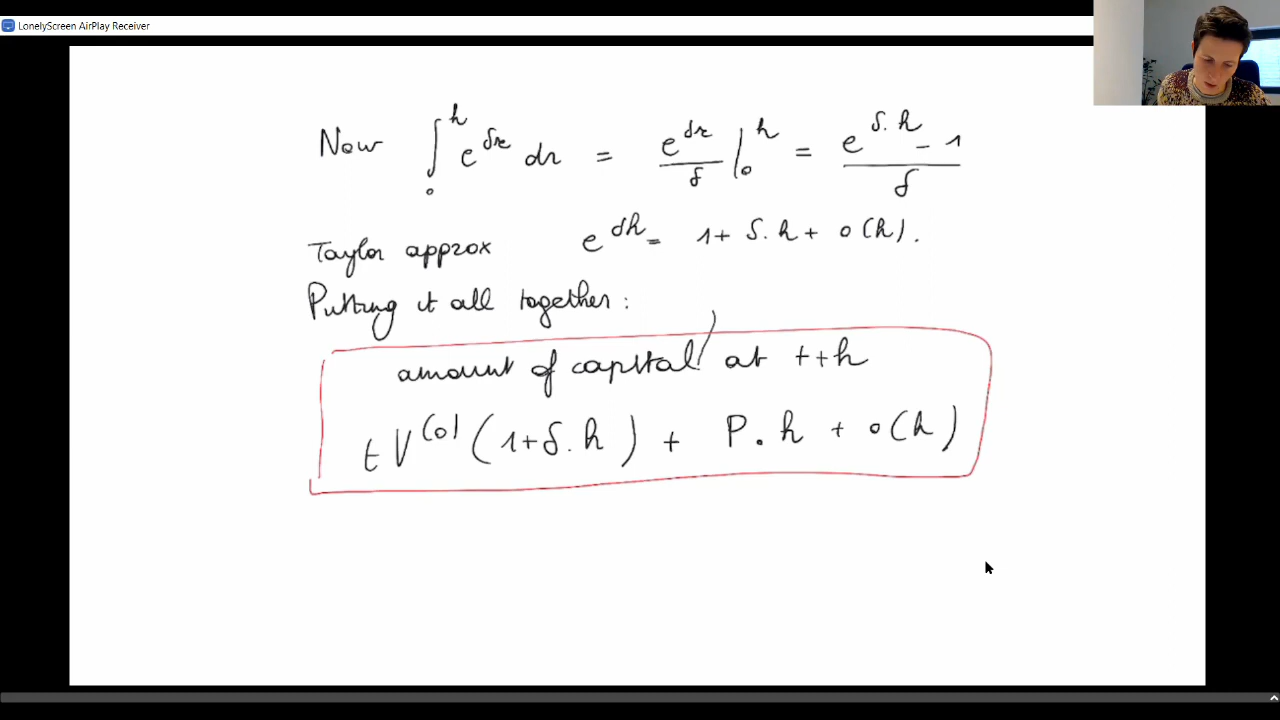 LonelyScreen AirPlay Receiver
Now ∫₀ʰ e^{δr} dr = e^{δr}/δ |₀ʰ = (e^{δ.h} - 1)/δ
Taylor approx e^{δh} = 1 + δ.h + o(h).
Putting it all together :
amount of capital at t+h
tV^{(0)} (1+δ.h) + P.h + o(h)